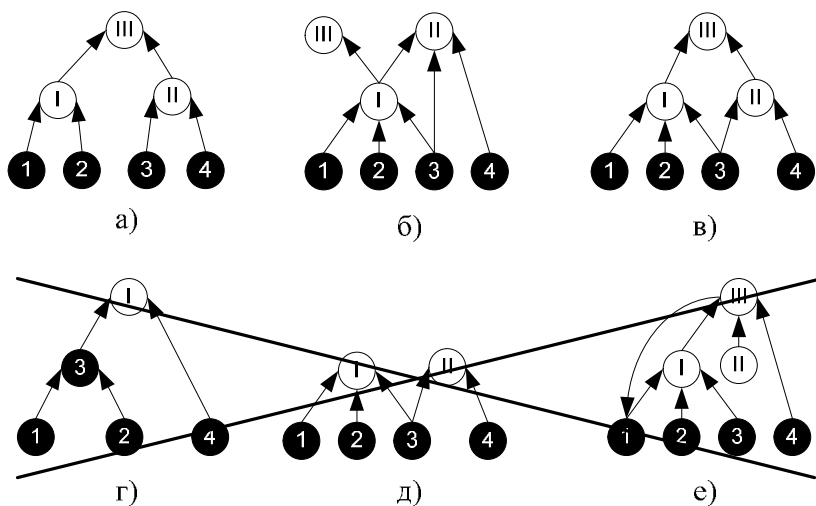 III
I II
1 2 3 4
а)
III II
I
1 2 3 4
б)
III
I II
1 2 3 4
в)
I
3
1 2 4
г)
I II
1 2 3 4
д)
III
I II
1 2 3 4
е)